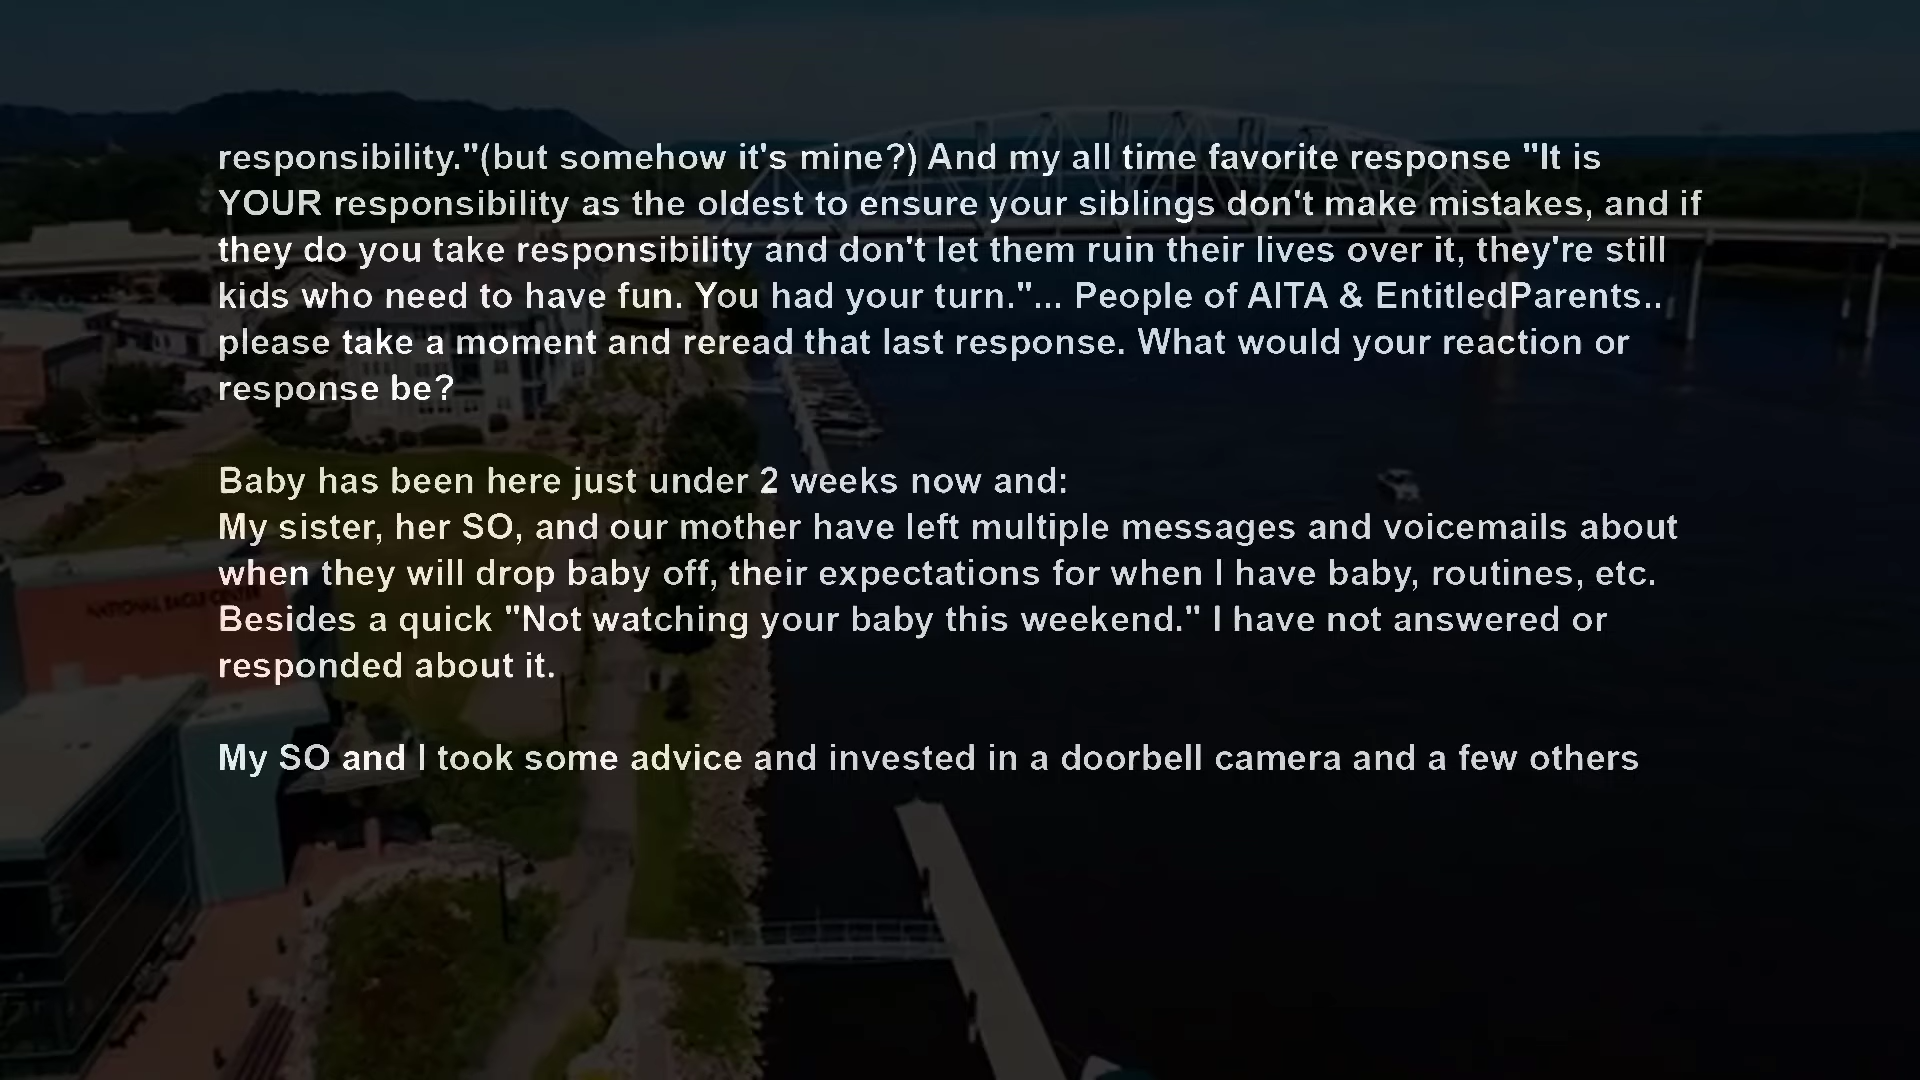 responsibility."(but somehow it's mine?) And my all time favorite response "It is
YOUR responsibility as the oldest to ensure your siblings don't make mistakes, and if
they do you take responsibility and don't let them ruin their lives over it, they're still
kids who need to have fun. You had your turn."... People of AITA & EntitledParents..
please take a moment and reread that last response. What would your reaction or
response be?
Baby has been here just under 2 weeks now and:
My sister, her SO, and our mother have left multiple messages and voicemails about
when they will drop baby off, their expectations for when I have baby, routines, etc.
NATIONAL EAGLE CENTER
Besides a quick "Not watching your baby this weekend." I have not answered or
responded about it.
My SO and I took some advice and invested in a doorbell camera and a few others